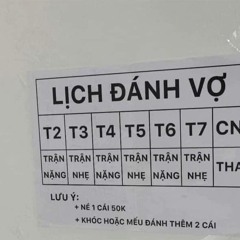 LỊCH ĐÁNH VỢ
T2 T3 T4 T5 T6 T7 CN
TRẬN TRẬN TRẬN TRẬN TRẬN TRẬN
NẶNG NHẸ NẶNG NHẸ NẶNG NHẸ
LƯU Ý:
+ NÉ 1 CÁI 50K
+ KHÓC HOẶC MẾU ĐÁNH THÊM 2 CÁI